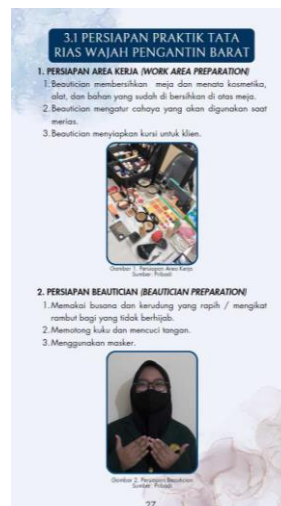 3.1 PERSIAPAN PRAKTIK TATA
RIAS WAJAH PENGANTIN BARAT
1. PERSIAPAN AREA KERJA (WORK AREA PREPARATION)
1. Beautician membersihkan meja dan menata kosmetika,
alat, dan bahan yang sudah di bersihkan di atas meja.
2. Beautician mengatur cahaya yang akan digunakan saat
merias.
3. Beautician menyiapkan kursi untuk klien.
Gambar 1. Persiapan Area Kerja
Sumber: Pribadi
2. PERSIAPAN BEAUTICIAN (BEAUTICIAN PREPARATION)
1. Memakai busana dan kerudung yang rapih / mengikat
rambut bagi yang tidak berhijab.
2. Memotong kuku dan mencuci tangan.
3. Menggunakan masker.
Gambar 2. Persiapan Beautician
Sumber: Pribadi
27